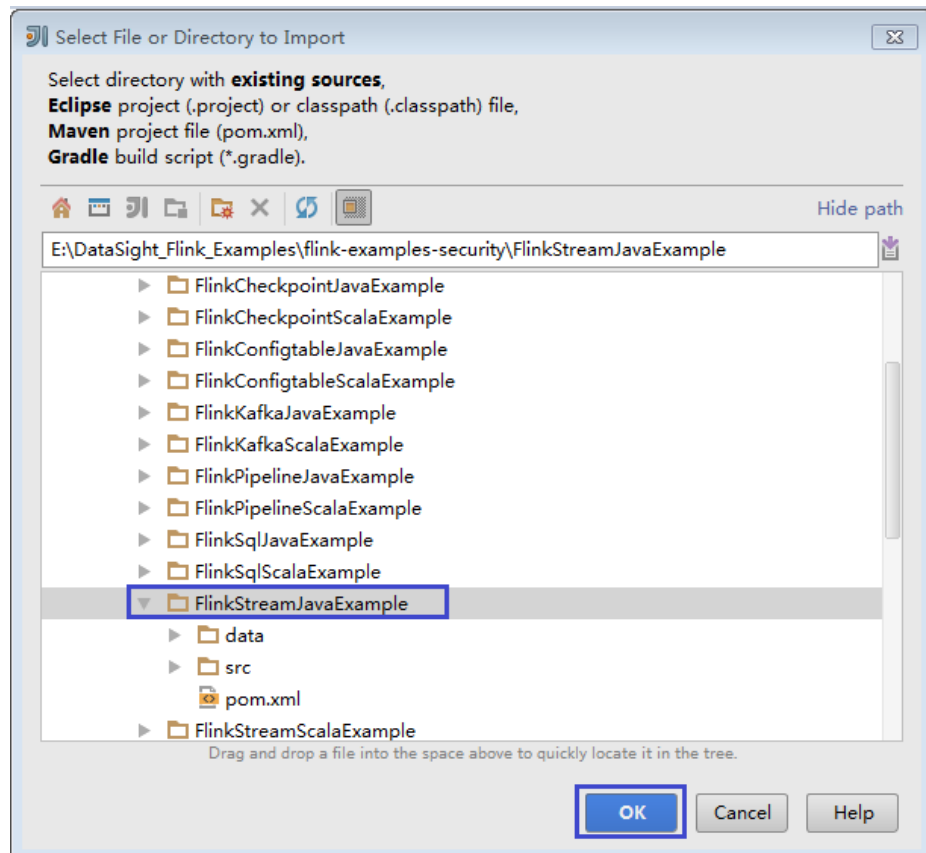 Select File or Directory to Import
Select directory with existing sources,
Eclipse project (.project) or classpath (.classpath) file,
Maven project file (pom.xml),
Gradle build script (*.gradle).
Hide path
E:\DataSight_Flink_Examples\flink-examples-security\FlinkStreamJavaExample
FlinkCheckpointJavaExample
FlinkCheckpointScalaExample
FlinkConfigtableJavaExample
FlinkConfigtableScalaExample
FlinkKafkaJavaExample
FlinkKafkaScalaExample
FlinkPipelineJavaExample
FlinkPipelineScalaExample
FlinkSqlJavaExample
FlinkSqlScalaExample
FlinkStreamJavaExample
data
src
pom.xml
FlinkStreamScalaExample
Drag and drop a file into the space above to quickly locate it in the tree.
OK Cancel Help